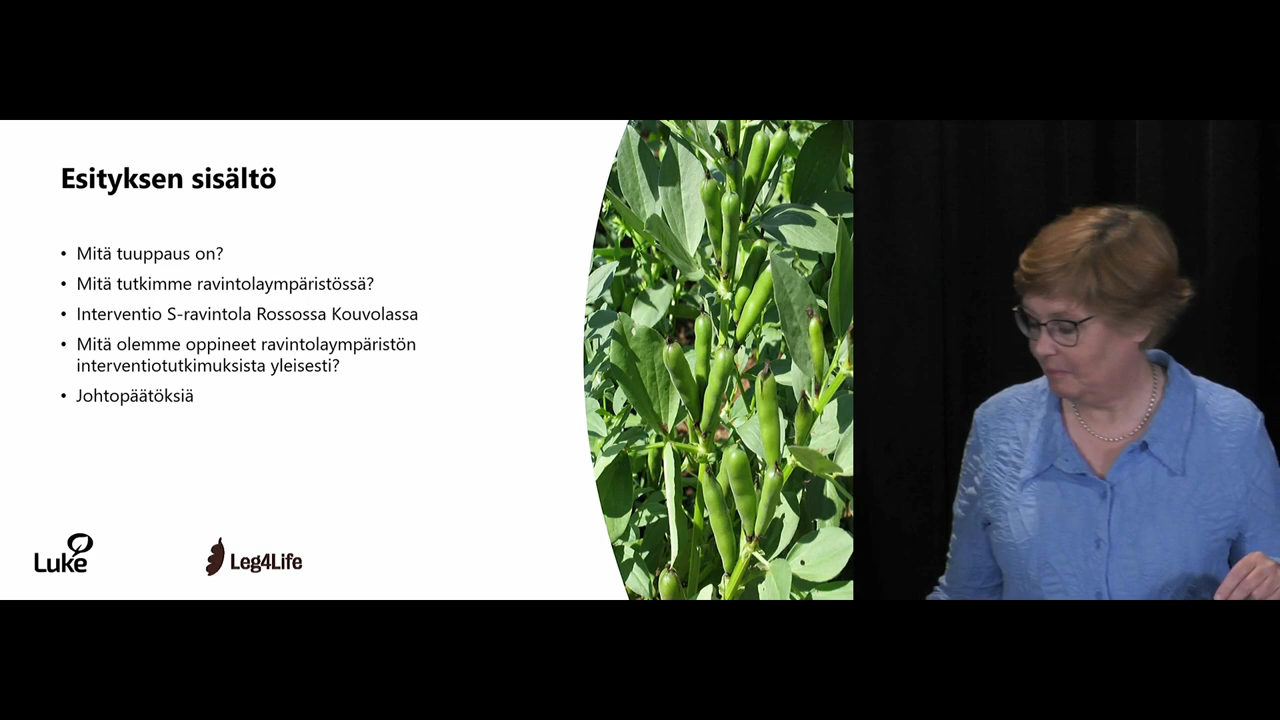 Esityksen sisältö
• Mitä tuuppaus on?
• Mitä tutkimme ravintolaympäristössä?
• Interventio S-ravintola Rossossa Kouvolassa
• Mitä olemme oppineet ravintolaympäristön
interventiotutkimuksista yleisesti?
• Johtopäätöksiä
Luke
Leg4Life